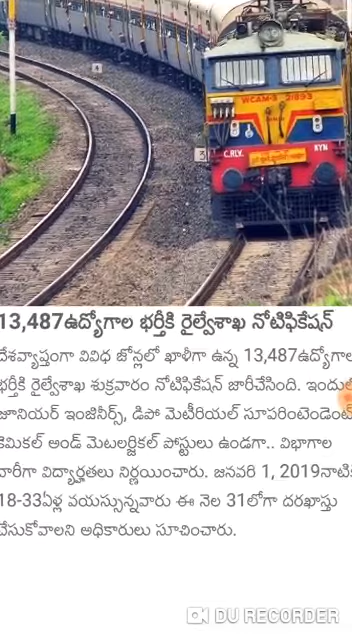 WCAM-3 21893
C.RLY.
KYN
13,487ఉద్యోగాల భర్తీకి రైల్వేశాఖ నోటిఫికేషన్
దేశవ్యాప్తంగా వివిధ జోన్లలో ఖాళీగా ఉన్న 13,487ఉద్యోగాల
భర్తీకి రైల్వేశాఖ శుక్రవారం నోటిఫికేషన్ జారీచేసింది. ఇందులో
జూనియర్ ఇంజినీర్స్, డిపో మెటీరియల్ సూపరింటెండెంట్
కెమికల్ అండ్ మెటలర్జికల్ పోస్టులు ఉండగా.. విభాగాల
వారీగా విద్యార్హతలు నిర్ణయించారు. జనవరి 1, 2019నాటికి
18-33ఏళ్ల వయస్సున్నవారు ఈ నెల 31లోగా దరఖాస్తు
చేసుకోవాలని అధికారులు సూచించారు.
DU RECORDER